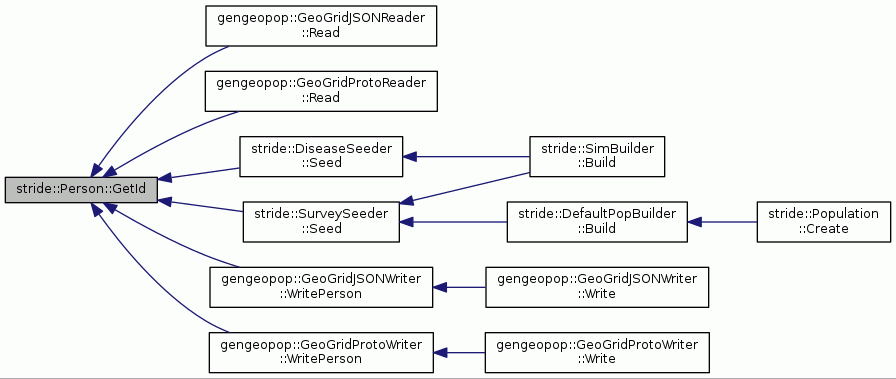 gengeopop::GeoGridJSONReader
::Read
gengeopop::GeoGridProtoReader
::Read
stride::DiseaseSeeder
::Seed
stride::SimBuilder
::Build
stride::Person::GetId
stride::SurveySeeder
::Seed
stride::DefaultPopBuilder
::Build
stride::Population
::Create
gengeopop::GeoGridJSONWriter
::WritePerson
gengeopop::GeoGridJSONWriter
::Write
gengeopop::GeoGridProtoWriter
::WritePerson
gengeopop::GeoGridProtoWriter
::Write